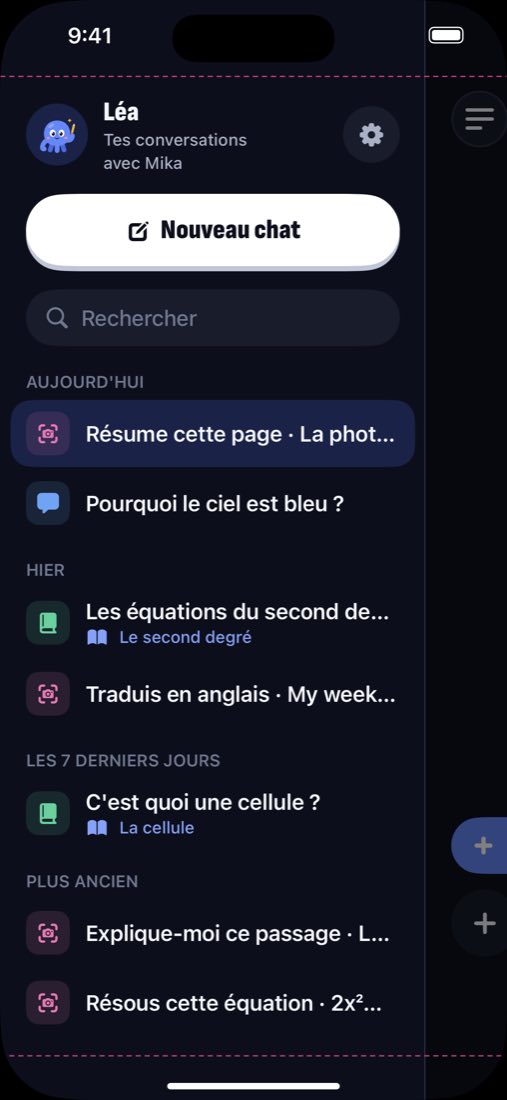 9:41
Léa
Tes conversations
avec Mika
Nouveau chat
Rechercher
AUJOURD'HUI
Résume cette page · La phot...
Pourquoi le ciel est bleu ?
HIER
Les équations du second de...
Le second degré
Traduis en anglais · My week...
LES 7 DERNIERS JOURS
C'est quoi une cellule ?
La cellule
PLUS ANCIEN
Explique-moi ce passage · L...
Résous cette équation · 2x²...